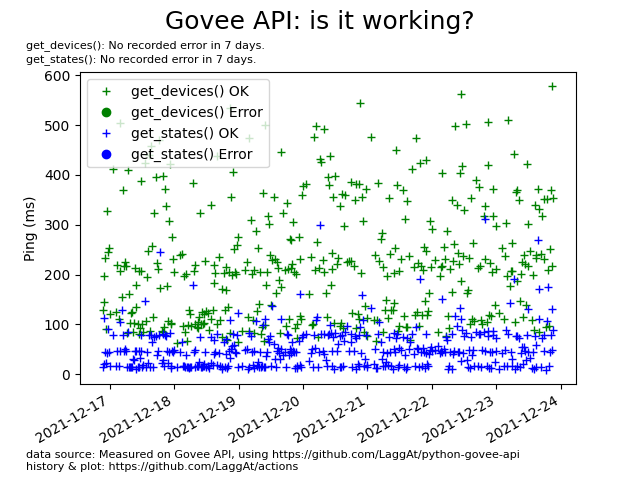 Govee API: is it working?
get_devices(): No recorded error in 7 days.
get_states(): No recorded error in 7 days.
600
500
400
300
200
100
0
Ping (ms)
get_devices() OK
get_devices() Error
get_states() OK
get_states() Error
2021-12-17
2021-12-18
2021-12-19
2021-12-20
2021-12-21
2021-12-22
2021-12-23
2021-12-24
data source: Measured on Govee API, using https://github.com/LaggAt/python-govee-api
history & plot: https://github.com/LaggAt/actions